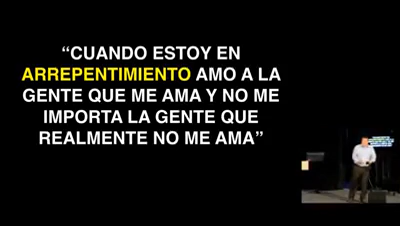 “CUANDO ESTOY EN
ARREPENTIMIENTO AMO A LA
GENTE QUE ME AMA Y NO ME
IMPORTA LA GENTE QUE
REALMENTE NO ME AMA”